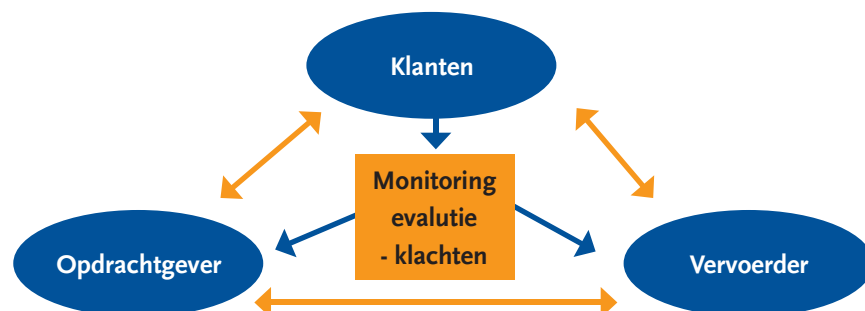 Klanten
Monitoring
evalutie
- klachten
Opdrachtgever
Vervoerder